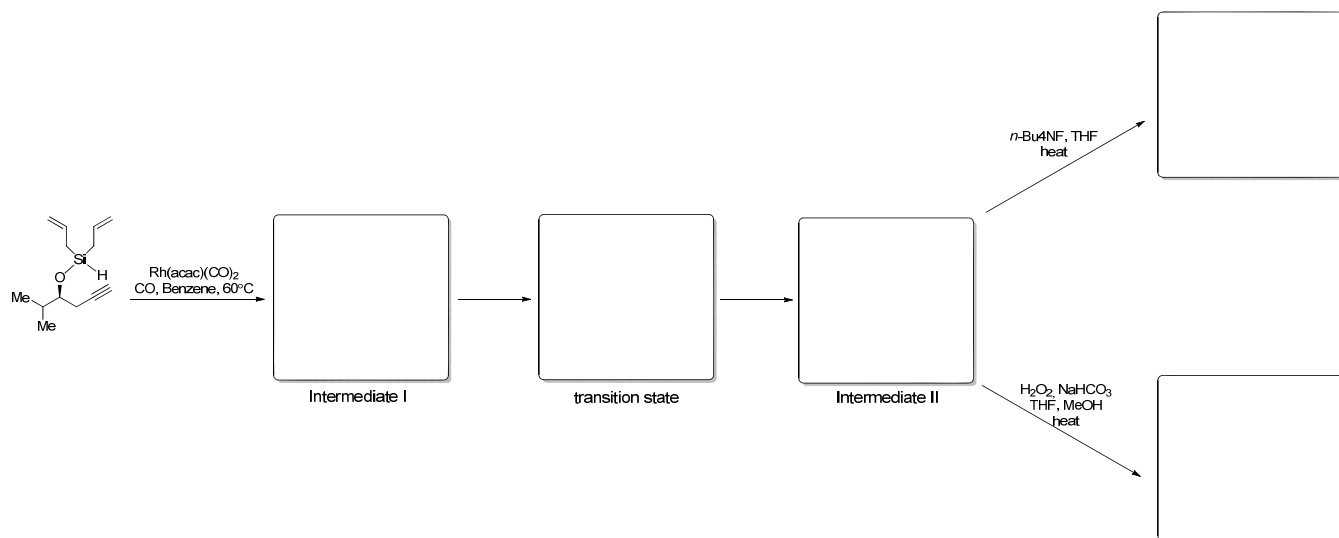 n-Bu4NF, THF
heat
Si
H
O
Me
Me
Rh(acac)(CO)2
CO, Benzene, 60°C
Intermediate I
transition state
Intermediate II
H2O2, NaHCO3
THF, MeOH
heat